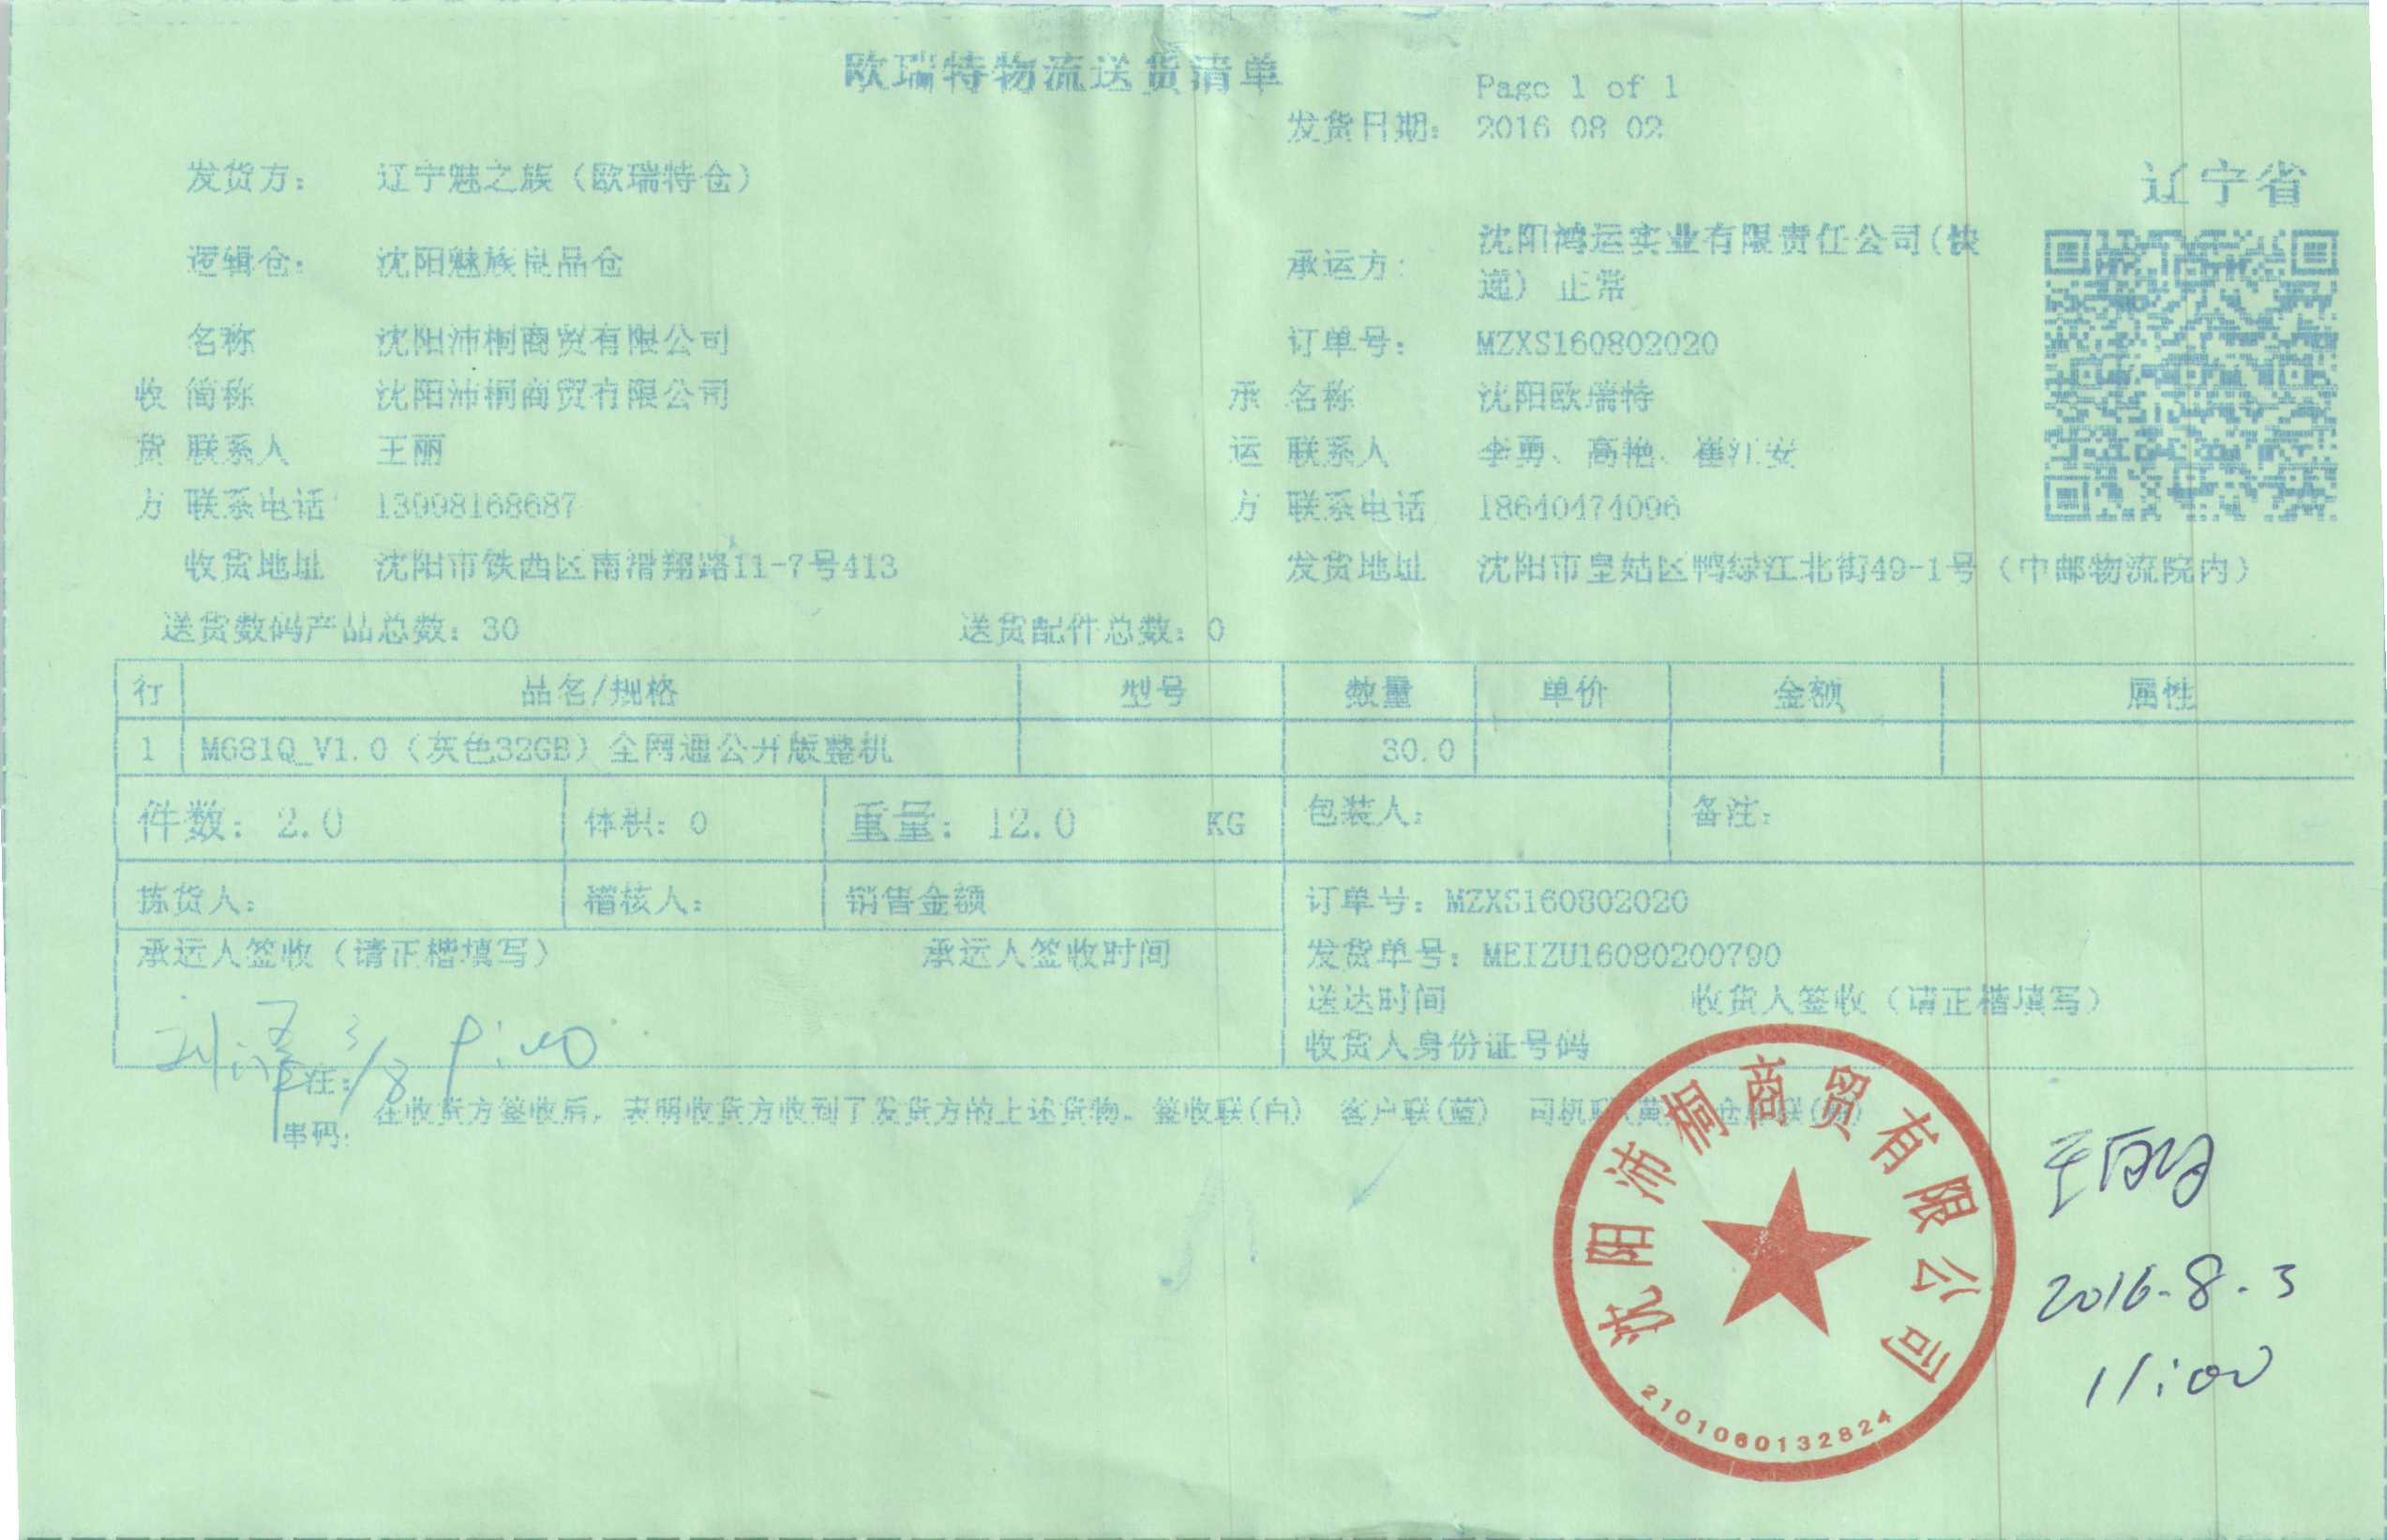 欧瑞特物流送货清单
Page 1 of 1
发货日期: 2016 08 02
发货方: 辽宁魅之族（欧瑞特仓）
辽宁省
逻辑仓: 沈阳魅族良品仓
承运方: 沈阳鸿运实业有限责任公司(快
递) 正常
名称 沈阳沛桐商贸有限公司
订单号: MZXS160802020
收 简称 沈阳沛桐商贸有限公司
承 名称 沈阳欧瑞特
货 联系人 王丽
运 联系人 李勇、高艳、崔江安
方 联系电话 13998168687
方 联系电话 18640474096
收货地址 沈阳市铁西区南滑翔路11-7号413
发货地址 沈阳市皇姑区鸭绿江北街49-1号（中邮物流院内）
送货数码产品总数: 30 送货配件总数: 0
行 品名/规格 型号 数量 单价 金额 属性
1 M681Q_V1.0（灰色32GB）全网通公开版整机 30.0
件数: 2.0 体积: 0 重量: 12.0 KG 包装人: 备注:
拣货人: 稽核人: 销售金额 订单号: MZXS160802020
承运人签收（请正楷填写） 承运人签收时间
发货单号: MEIZU16080200790
送达时间 收货人签收（请正楷填写）
收货人身份证号码
3/8
注:
在收货方签收后, 表明收货方收到了发货方的上述货物。签收联(白) 客户联(蓝) 司机联(黄)
串码:
沈阳沛桐商贸有限公司
2101060132824
王丽
2016.8.3
11:00